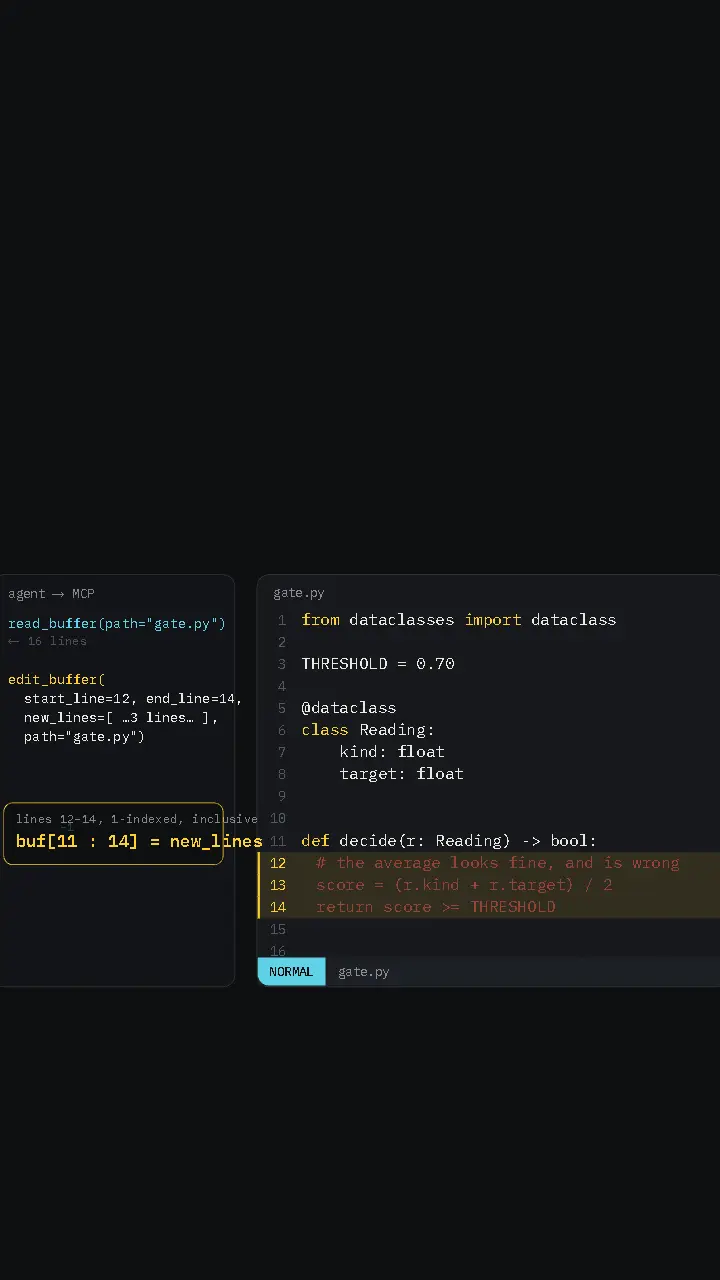 agent → MCP
read_buffer(path="gate.py")
← 16 lines
edit_buffer(
  start_line=12, end_line=14,
  new_lines=[ …3 lines… ],
  path="gate.py")
lines 12–14, 1-indexed, inclusive
-1
buf[11 : 14] = new_lines
gate.py
1 from dataclasses import dataclass
2
3 THRESHOLD = 0.70
4
5 @dataclass
6 class Reading:
7     kind: float
8     target: float
9
10
11 def decide(r: Reading) -> bool:
12   # the average looks fine, and is wrong
13   score = (r.kind + r.target) / 2
14   return score >= THRESHOLD
15
16
NORMAL gate.py